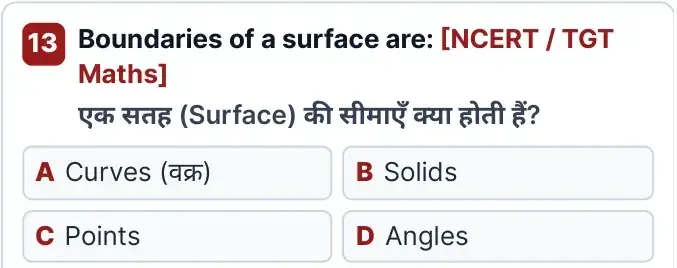 13 Boundaries of a surface are: [NCERT / TGT
Maths]
एक सतह (Surface) की सीमाएँ क्या होती हैं?
A Curves (वक्र) B Solids
C Points D Angles